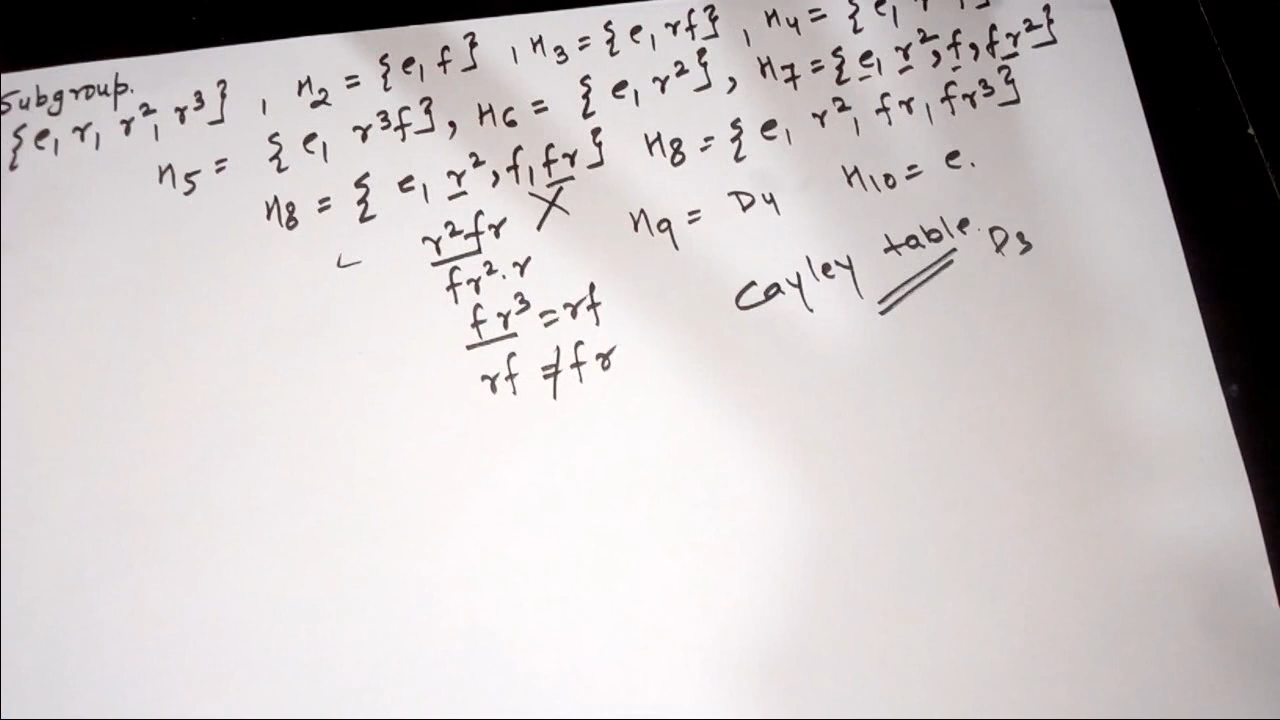 Subgroup.
{e, r, r², r³} , H₂ = {e, f} , H₃ = {e, rf} , H₄ = {e,
H₅ = {e, r³f}, H₆ = {e, r²}, H₇ = {e, r², f, fr²}
H₈ = {e, r², f, fr} H₈ = {e, r², fr, fr³}
r²fr X H₉ = D4 H₁₀ = e.
fr².r Cayley table D3
fr³ = rf
rf ≠ fr